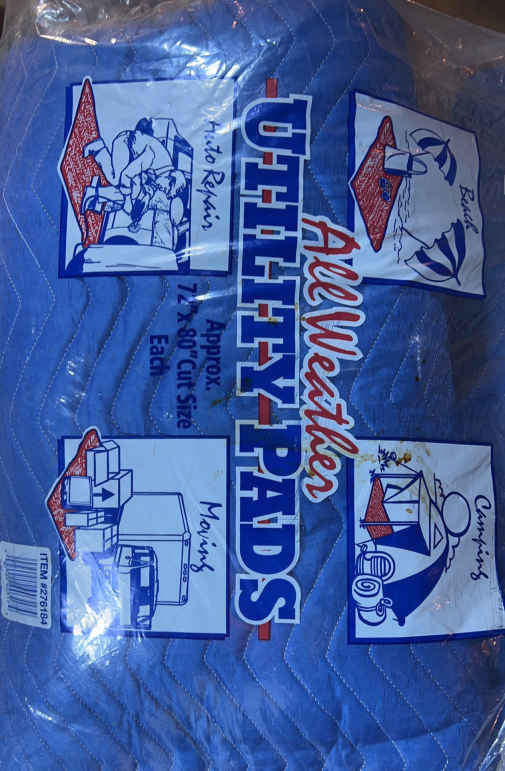 Beach
Camping
All Weather
UTILITY PADS
Auto Repair
Approx.
72"x 80" Cut Size
Each
Moving
ITEM #276184